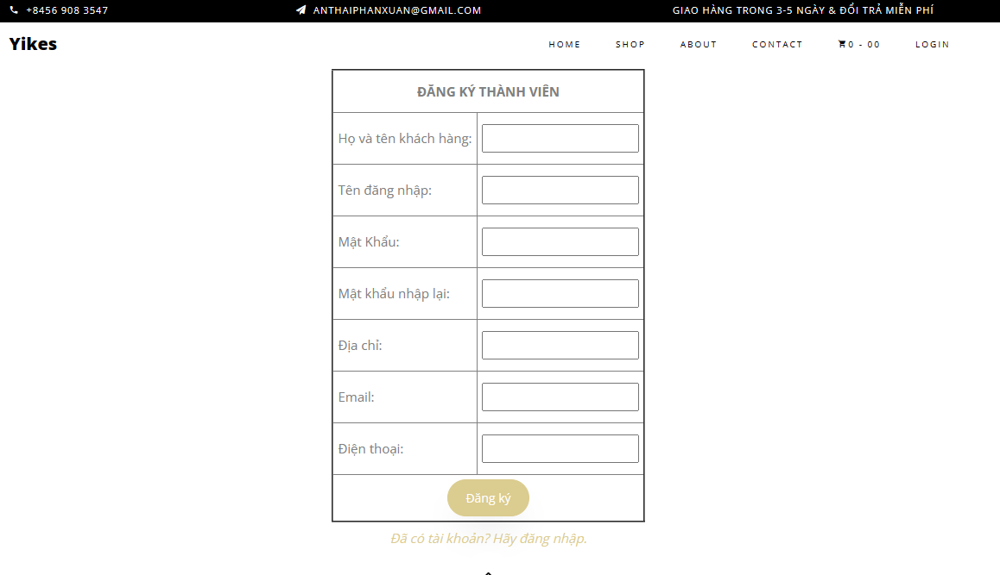 +8456 908 3547
ANTHAIPHANXUAN@GMAIL.COM
GIAO HÀNG TRONG 3-5 NGÀY & ĐỔI TRẢ MIỄN PHÍ
Yikes
HOME
SHOP
ABOUT
CONTACT
0 - 00
LOGIN
ĐĂNG KÝ THÀNH VIÊN
Họ và tên khách hàng:
Tên đăng nhập:
Mật Khẩu:
Mật khẩu nhập lại:
Địa chỉ:
Email:
Điện thoại:
Đăng ký
Đã có tài khoản? Hãy đăng nhập.